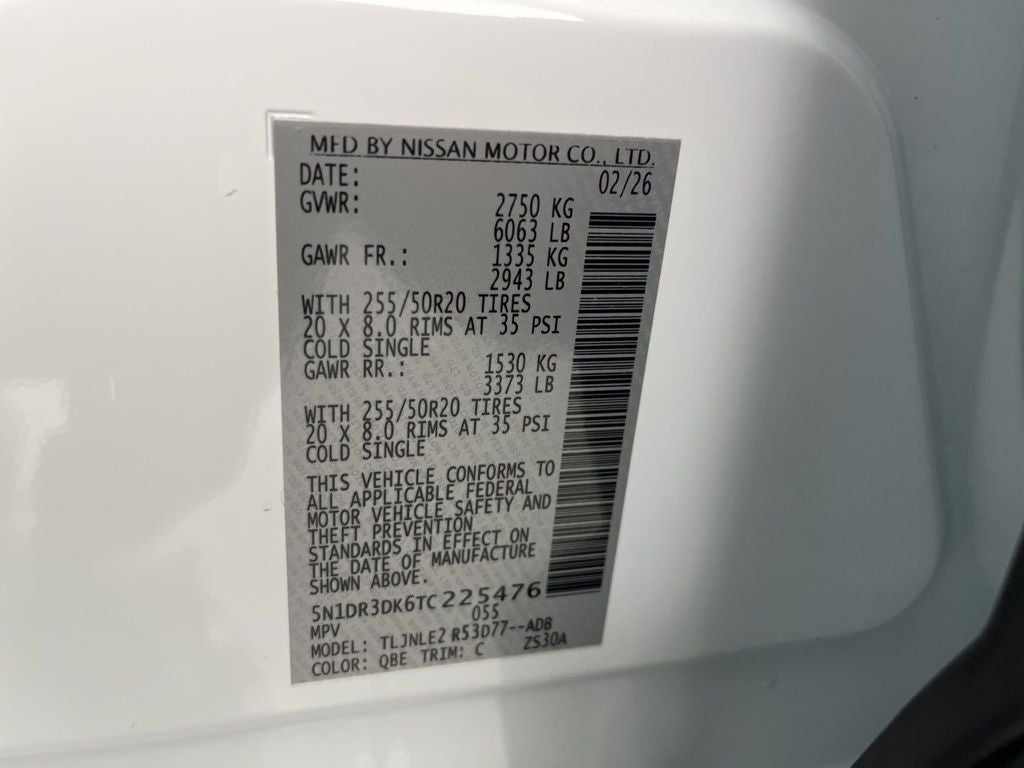 MFD BY NISSAN MOTOR CO., LTD.
DATE: 02/26
GVWR: 2750 KG
6063 LB
GAWR FR.: 1335 KG
2943 LB
WITH 255/50R20 TIRES
20 X 8.0 RIMS AT 35 PSI
COLD SINGLE
GAWR RR.: 1530 KG
3373 LB
WITH 255/50R20 TIRES
20 X 8.0 RIMS AT 35 PSI
COLD SINGLE
THIS VEHICLE CONFORMS TO
ALL APPLICABLE FEDERAL
MOTOR VEHICLE SAFETY AND
THEFT PREVENTION
STANDARDS IN EFFECT ON
THE DATE OF MANUFACTURE
SHOWN ABOVE.
5N1DR3DK6TC225476
055
MPV
MODEL: TLJNLE2 R53D77--ADB
COLOR: QBE TRIM: C ZS30A